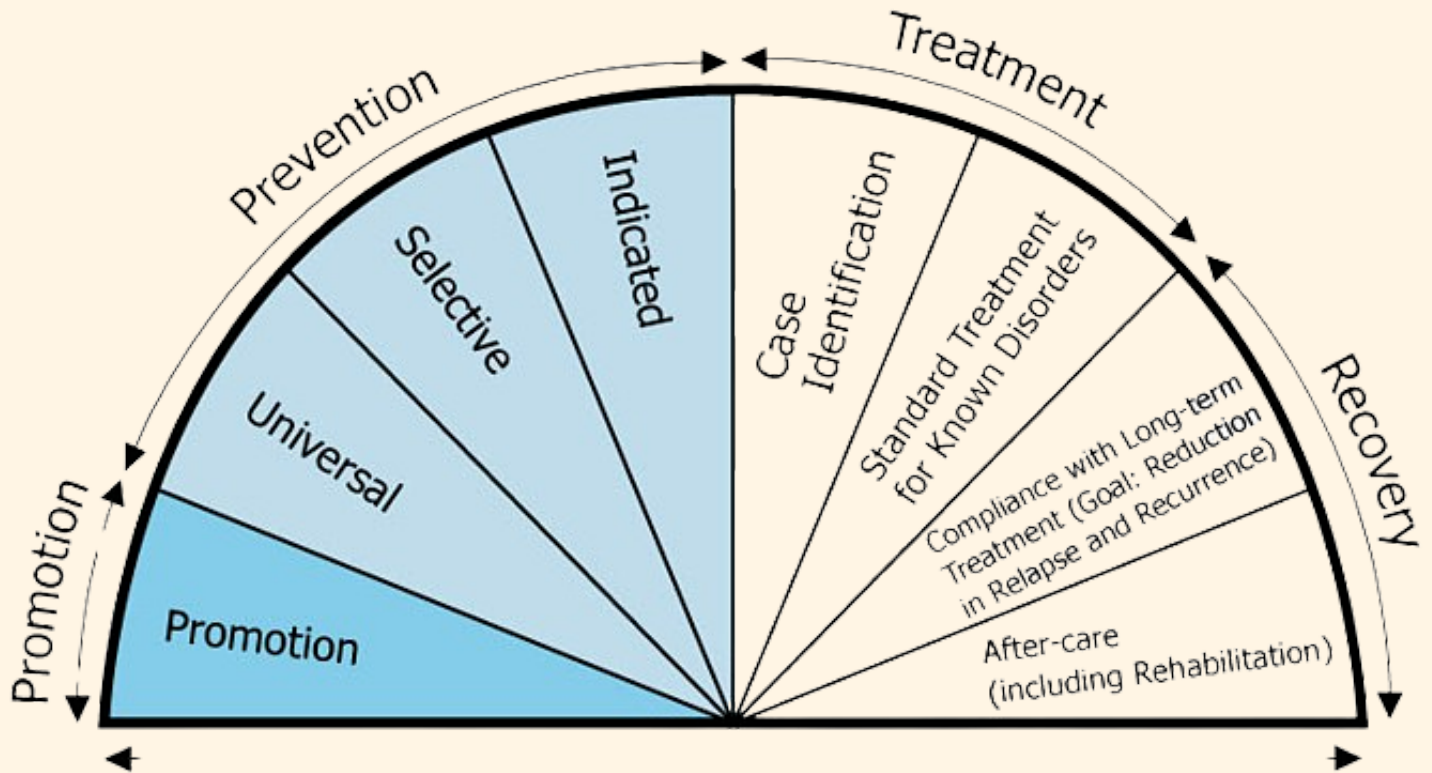 Promotion
Prevention
Treatment
Recovery
Promotion
Universal
Selective
Indicated
Case
Identification
Standard Treatment
for Known Disorders
Compliance with Long-term
Treatment (Goal: Reduction
in Relapse and Recurrence)
After-care
(including Rehabilitation)